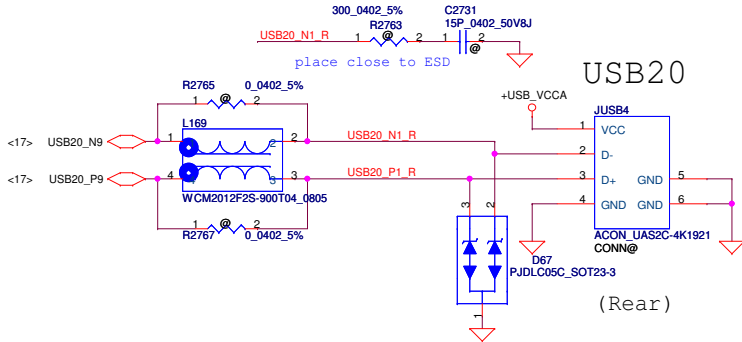 300_0402_5%
C2731
R2763
15P_0402_50V8J
USB20_N1_R
1
2
1
2
@
@
place close to ESD
USB20
R2765
0_0402_5%
1
@
2
+USB_VCCA
JUSB4
L169
<17>
USB20_N9
1
2
2
USB20_N1_R
1
VCC
2
D-
<17>
USB20_P9
4
4
3
3
USB20_P1_R
3
D+
GND
5
4
GND
GND
6
WCM2012F2S-900T04_0805
1
@
2
R2767
0_0402_5%
3
2
ACON_UAS2C-4K1921
CONN@
D67
PJDLC05C_SOT23-3
1
(Rear)